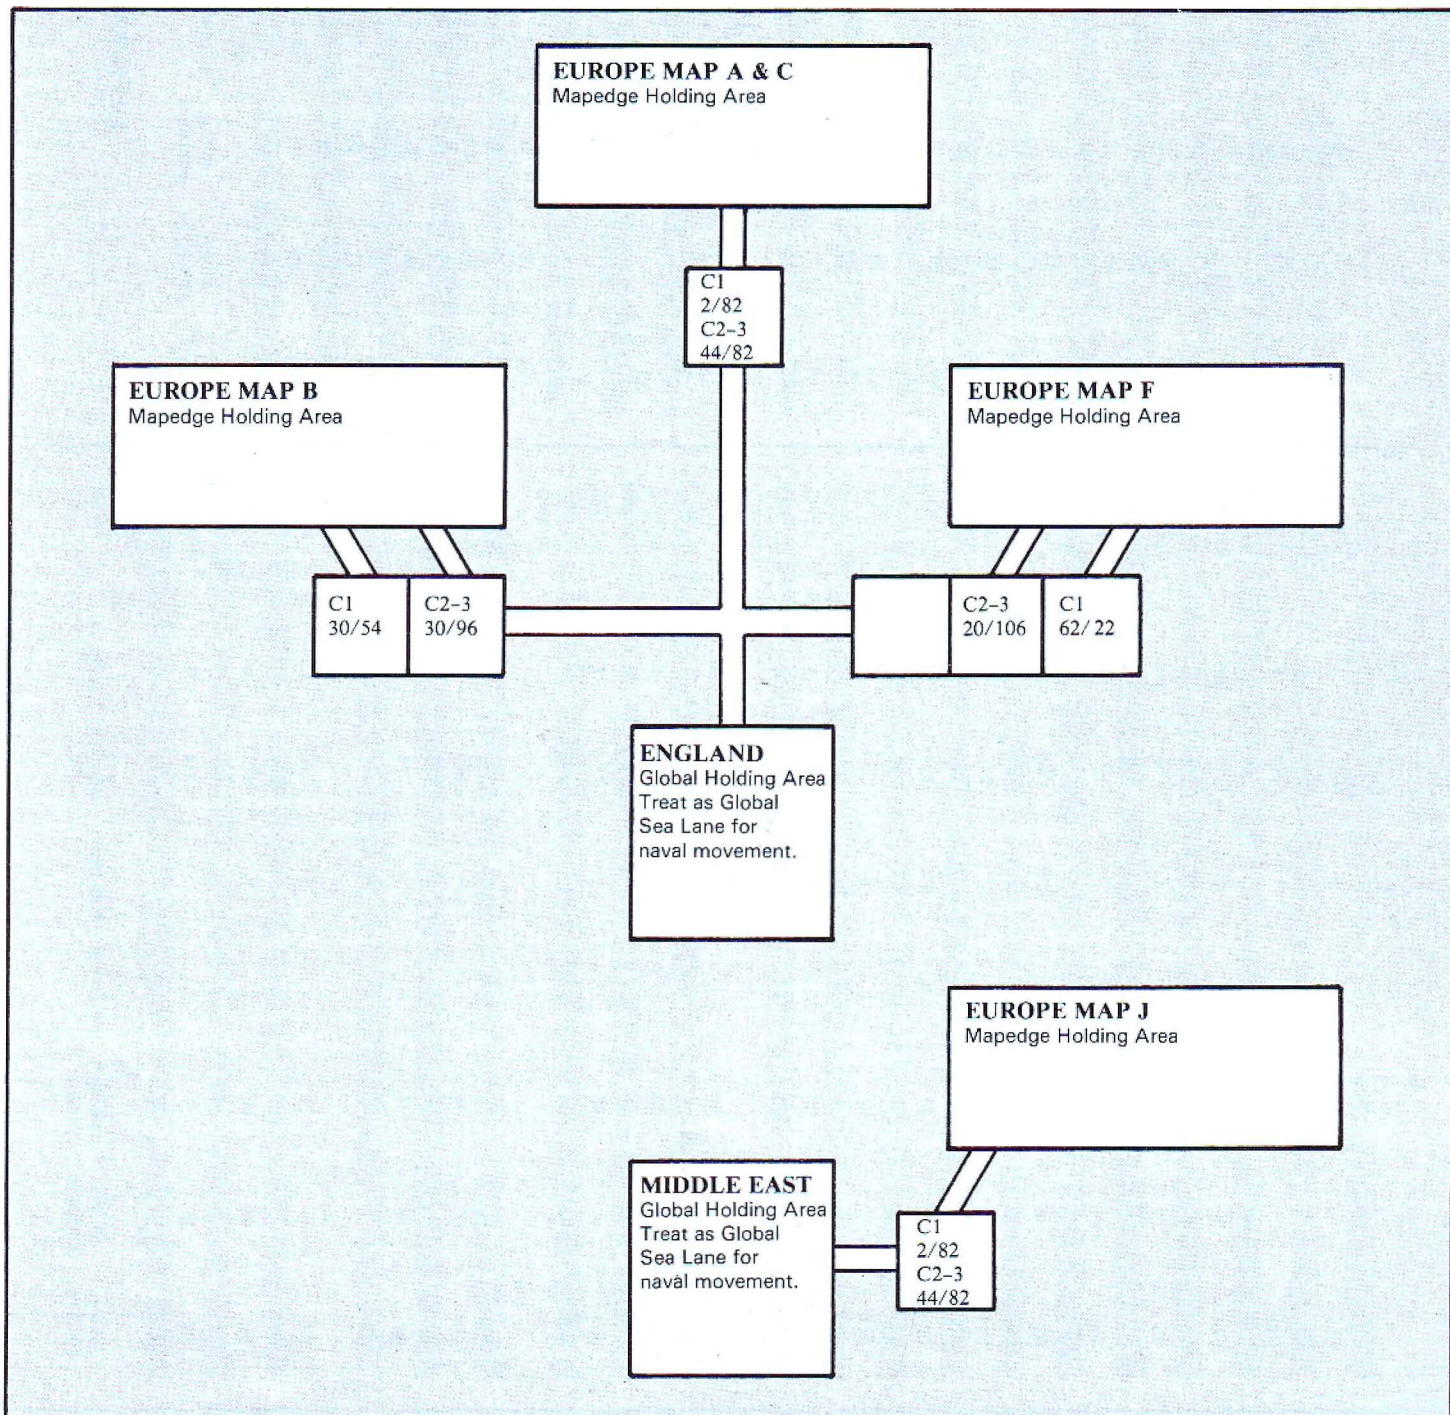 EUROPE MAP A & C
Mapedge Holding Area
C1
2/82
C2-3
44/82
EUROPE MAP B
Mapedge Holding Area
EUROPE MAP F
Mapedge Holding Area
C1
30/54
C2-3
30/96
C2-3
20/106
C1
62/22
ENGLAND
Global Holding Area
Treat as Global
Sea Lane for
naval movement.
EUROPE MAP J
Mapedge Holding Area
MIDDLE EAST
Global Holding Area
Treat as Global
Sea Lane for
naval movement.
C1
2/82
C2-3
44/82